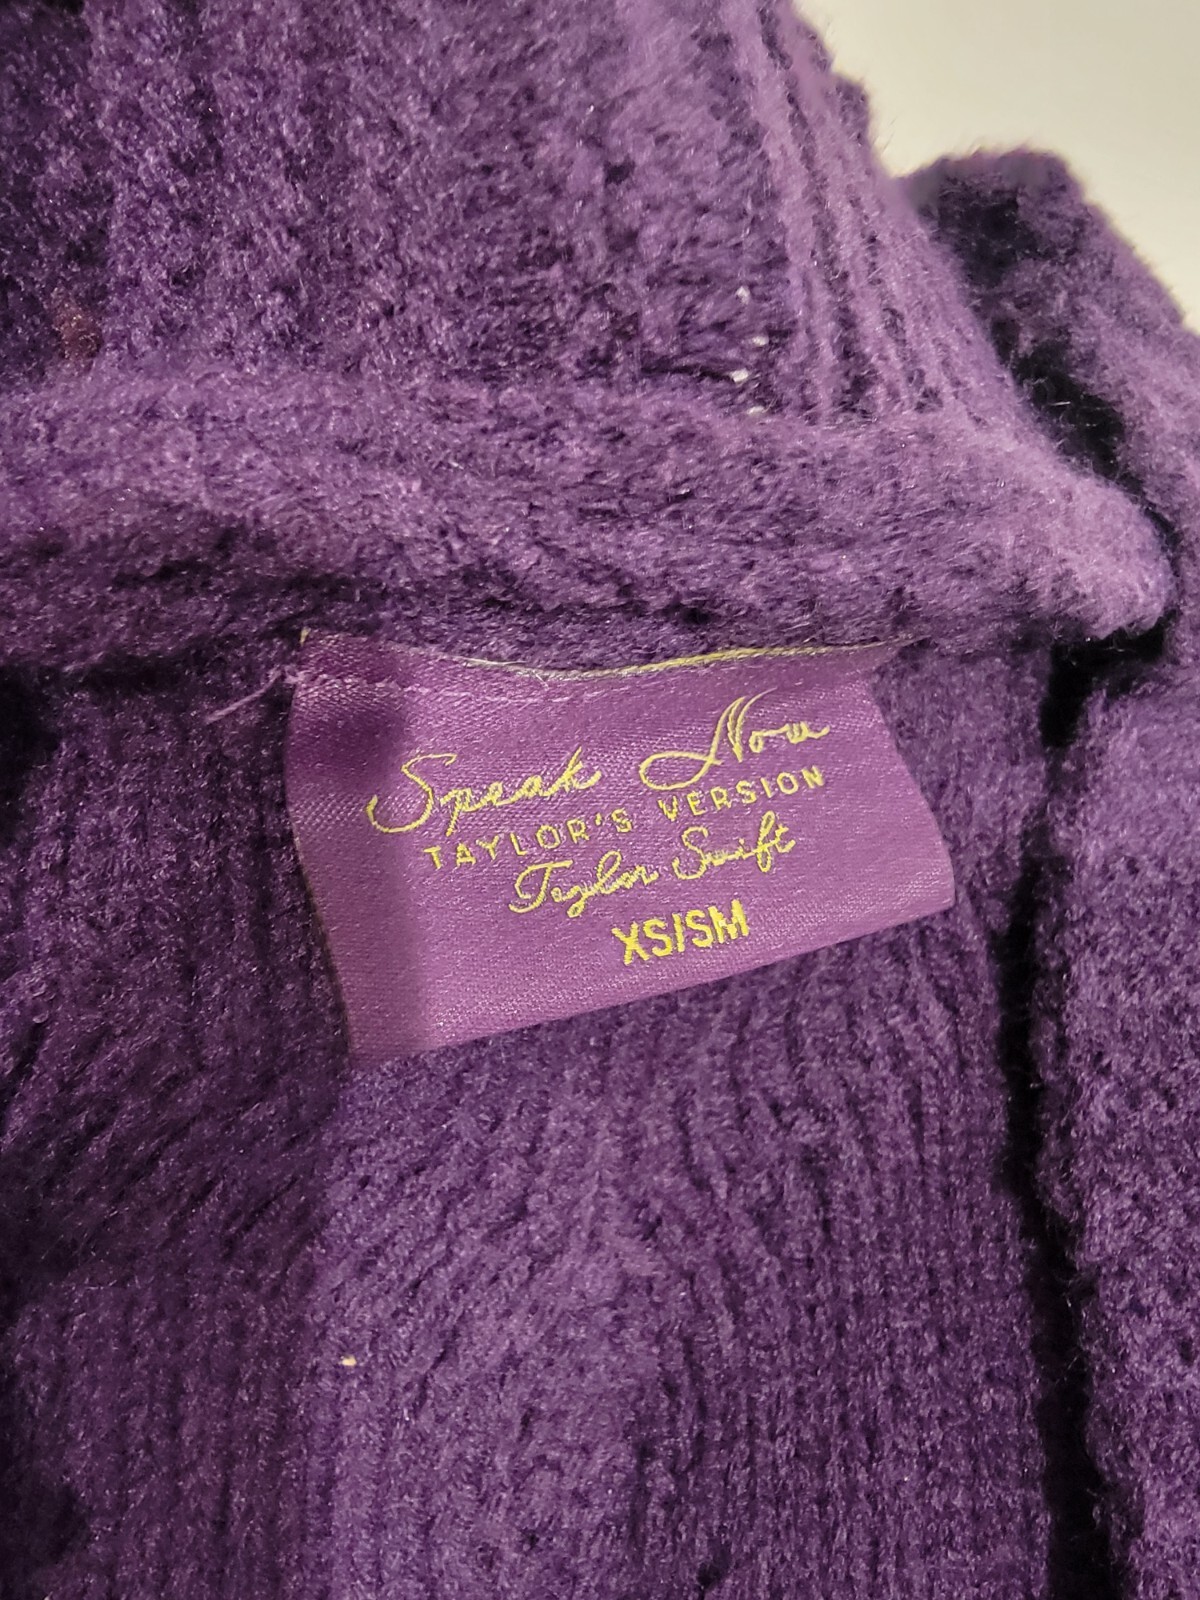 Speak Now
TAYLOR'S VERSION
Taylor Swift
XS/SM